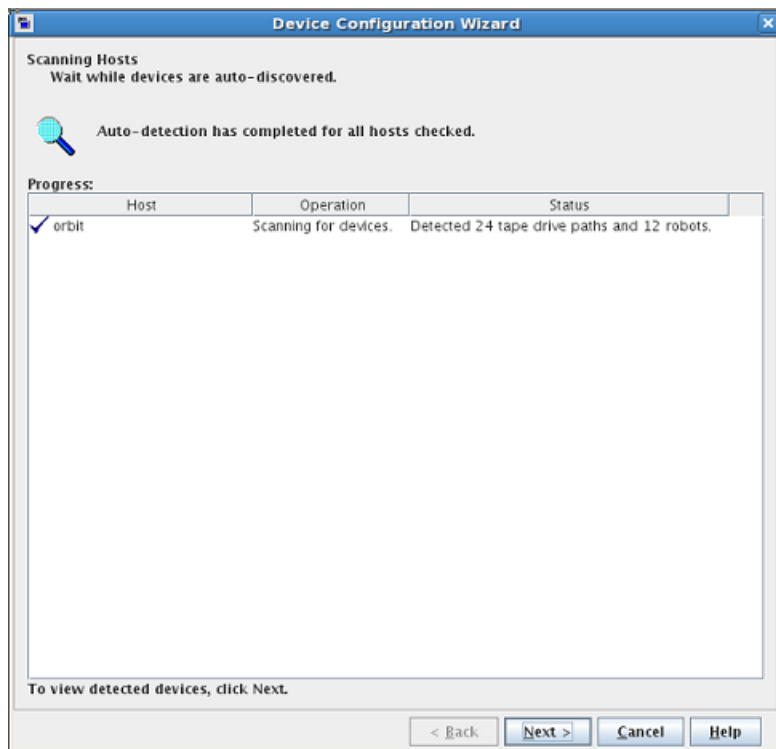 Device Configuration Wizard
Scanning Hosts
Wait while devices are auto-discovered.
Auto-detection has completed for all hosts checked.
Progress:
Host Operation Status
orbit Scanning for devices. Detected 24 tape drive paths and 12 robots.
To view detected devices, click Next.
< Back Next > Cancel Help